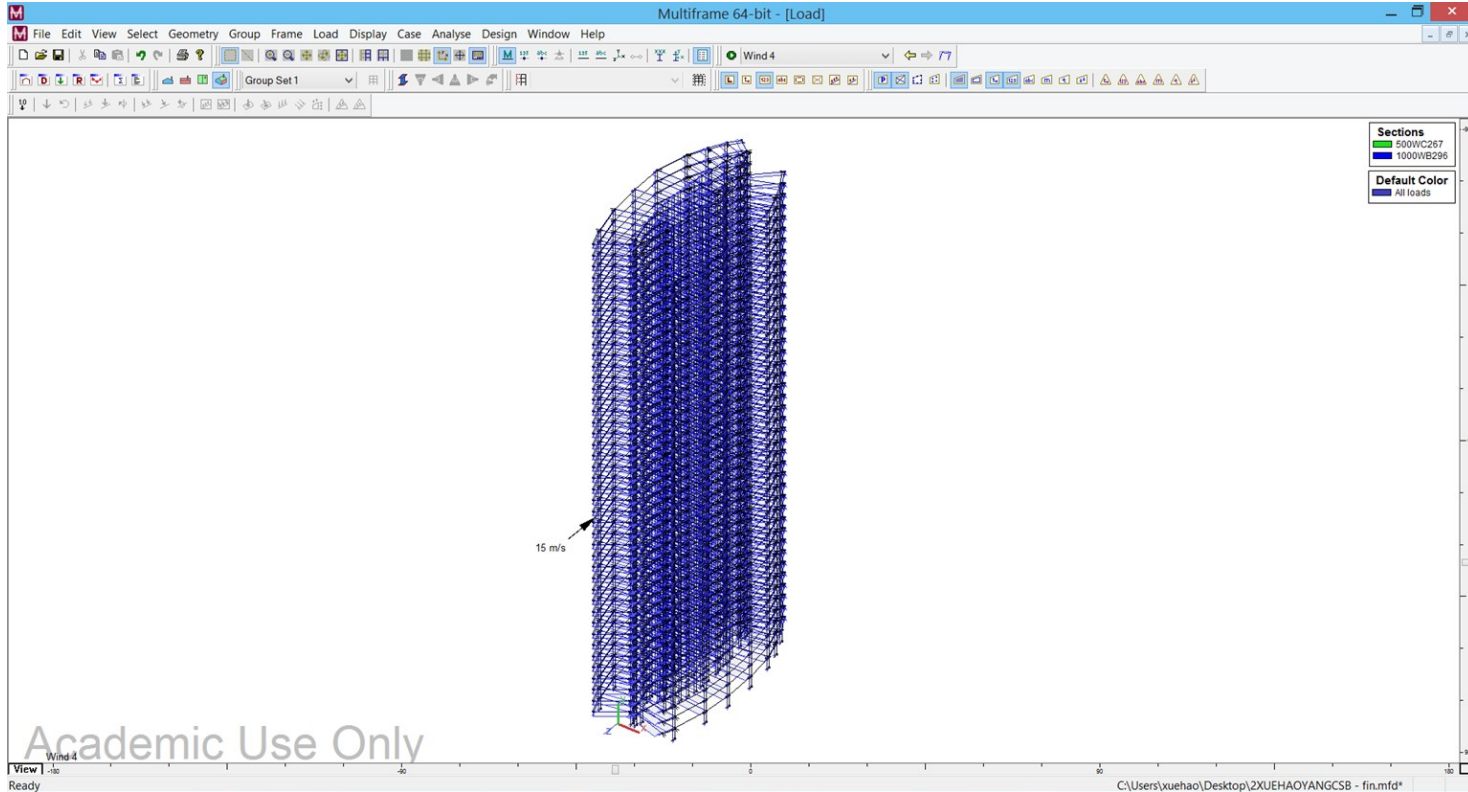 Multiframe 64-bit - [Load]
File Edit View Select Geometry Group Frame Load Display Case Analyse Design Window Help
Wind 4
Group Set 1
Sections
500WC267
1000WB296
Default Color
All loads
15 m/s
Academic Use Only
Wind 4
View -180 -90 0 90 180
Ready C:\Users\xuehao\Desktop\2XUEHAOYANGCSB - fin.mfd*